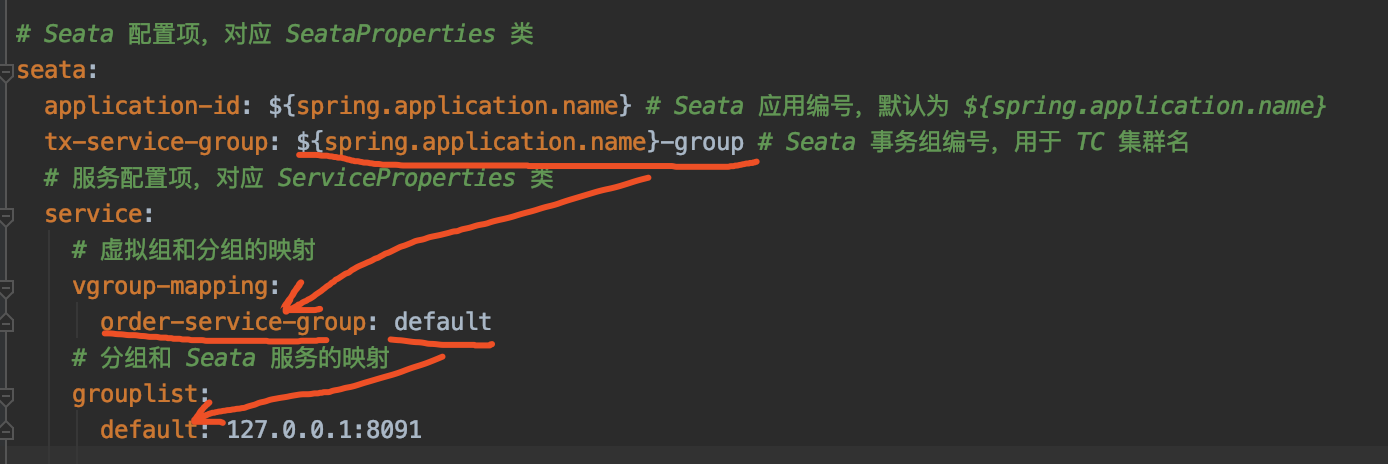 # Seata 配置项，对应 SeataProperties 类
seata:
application-id: ${spring.application.name} # Seata 应用编号，默认为 ${spring.application.name}
tx-service-group: ${spring.application.name}-group # Seata 事务组编号，用于 TC 集群名
# 服务配置项，对应 ServiceProperties 类
service:
# 虚拟组和分组的映射
vgroup-mapping:
order-service-group: default
# 分组和 Seata 服务的映射
grouplist:
default: 127.0.0.1:8091